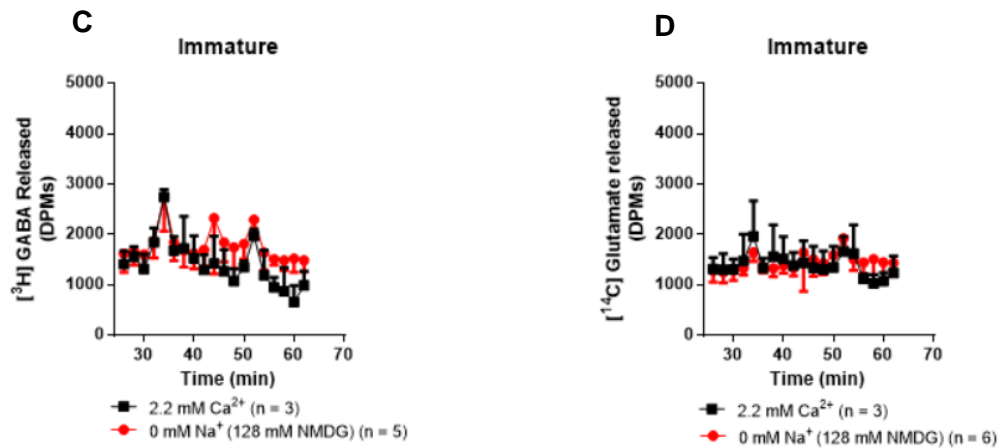 C
Immature
5000
4000
3000
2000
1000
0
[³H] GABA Released
(DPMs)
30 40 50 60 70
Time (min)
2.2 mM Ca²⁺ (n = 3)
0 mM Na⁺ (128 mM NMDG) (n = 5)
D
Immature
5000
4000
3000
2000
1000
0
[¹⁴C] Glutamate released
(DPMs)
30 40 50 60 70
Time (min)
2.2 mM Ca²⁺ (n = 3)
0 mM Na⁺ (128 mM NMDG) (n = 6)